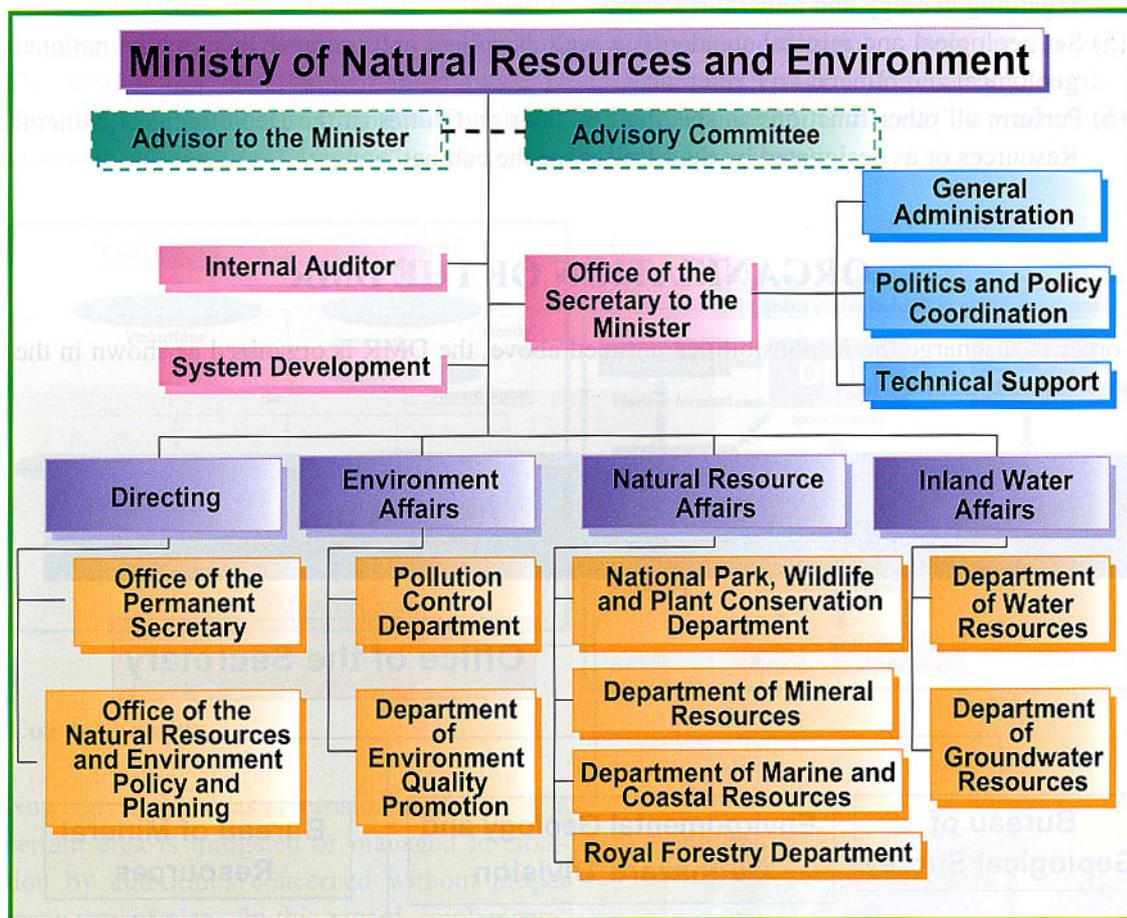 Ministry of Natural Resources and Environment
Advisor to the Minister
Advisory Committee
General
Administration
Internal Auditor
Office of the
Secretary to the
Minister
Politics and Policy
Coordination
System Development
Technical Support
Directing
Environment
Affairs
Natural Resource
Affairs
Inland Water
Affairs
Office of the
Permanent
Secretary
Office of the
Natural Resources
and Environment
Policy and
Planning
Pollution
Control
Department
Department
of
Environment
Quality
Promotion
National Park, Wildlife
and Plant Conservation
Department
Department of Mineral
Resources
Department of Marine and
Coastal Resources
Royal Forestry Department
Department
of Water
Resources
Department
of
Groundwater
Resources